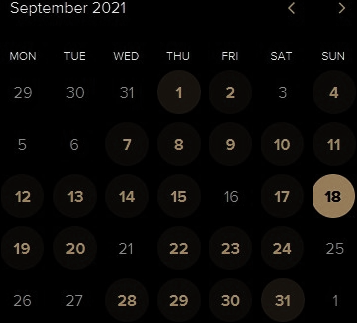 September 2021
MON TUE WED THU FRI SAT SUN
29 30 31 1 2 3 4
5 6 7 8 9 10 11
12 13 14 15 16 17 18
19 20 21 22 23 24 25
26 27 28 29 30 31 1